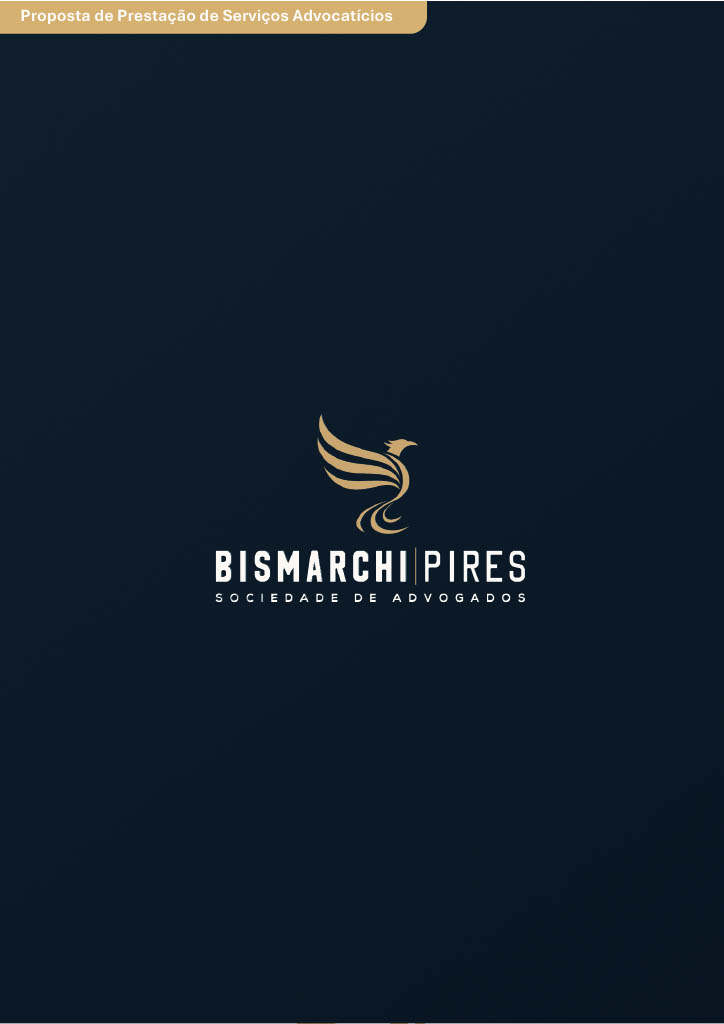 Proposta de Prestação de Serviços Advocatícios
BISMARCHI|PIRES
SOCIEDADE DE ADVOGADOS